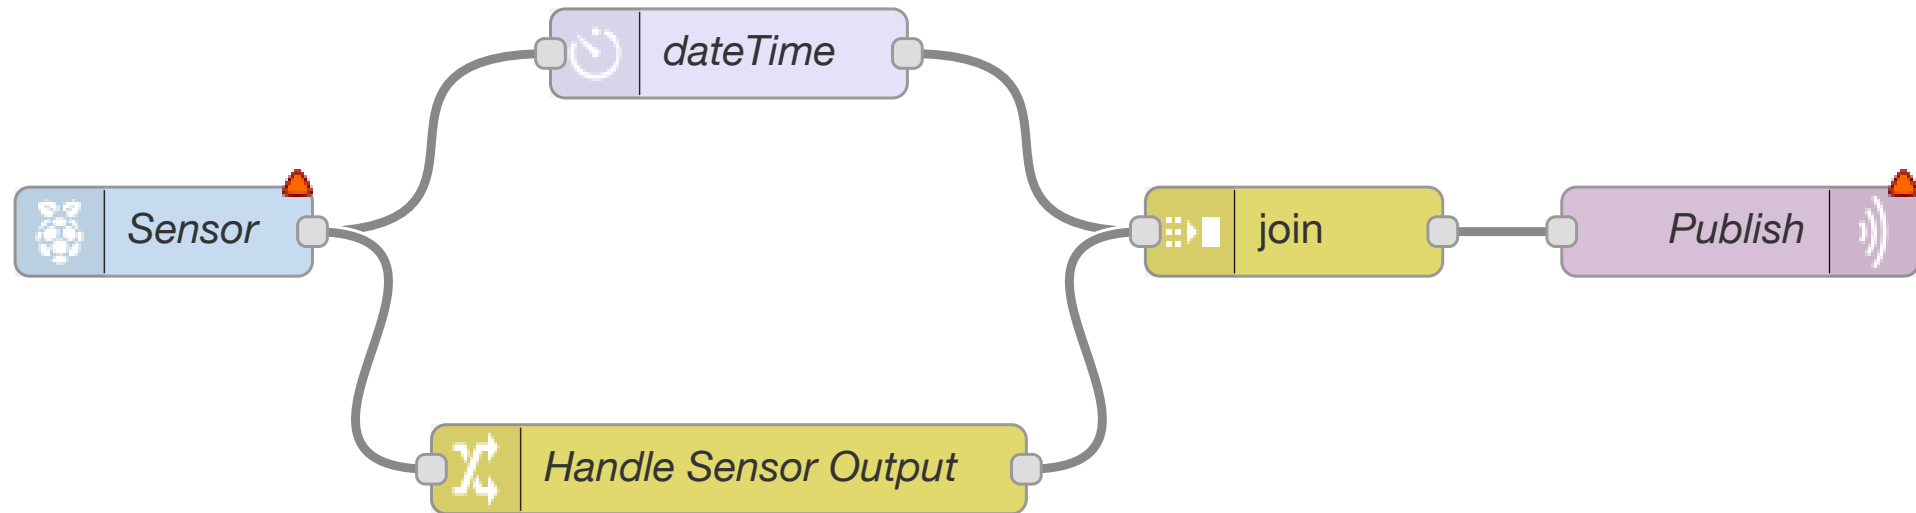 dateTime
Sensor
join
Publish
Handle Sensor Output